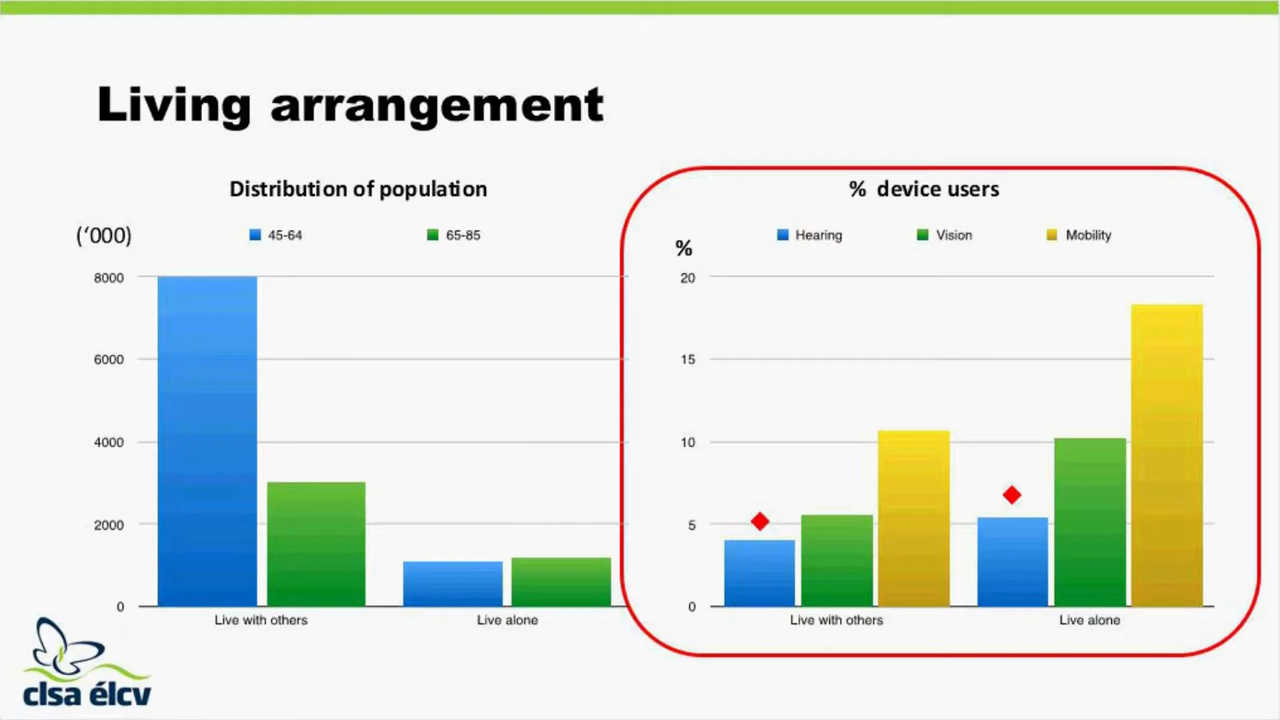 Living arrangement
Distribution of population
('000)
45-64
65-85
8000
6000
4000
2000
0
Live with others
Live alone
% device users
%
Hearing
Vision
Mobility
20
15
10
5
0
Live with others
Live alone
clsa élcv